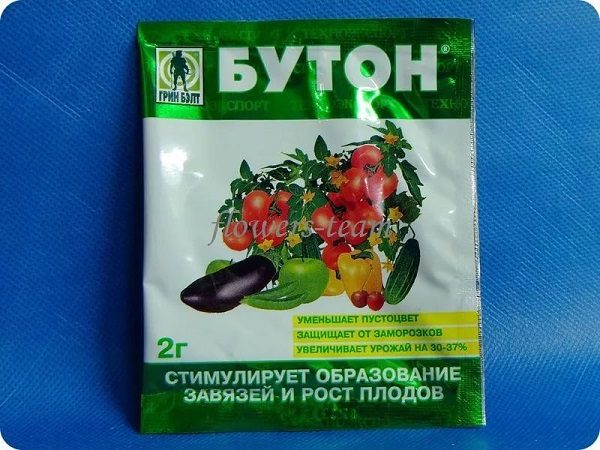 БУТОН®
ГРИН БЭЛТ
flowers-team
УМЕНЬШАЕТ ПУСТОЦВЕТ
ЗАЩИЩАЕТ ОТ ЗАМОРОЗКОВ
УВЕЛИЧИВАЕТ УРОЖАЙ НА 30-37%
2г
СТИМУЛИРУЕТ ОБРАЗОВАНИЕ
ЗАВЯЗЕЙ И РОСТ ПЛОДОВ